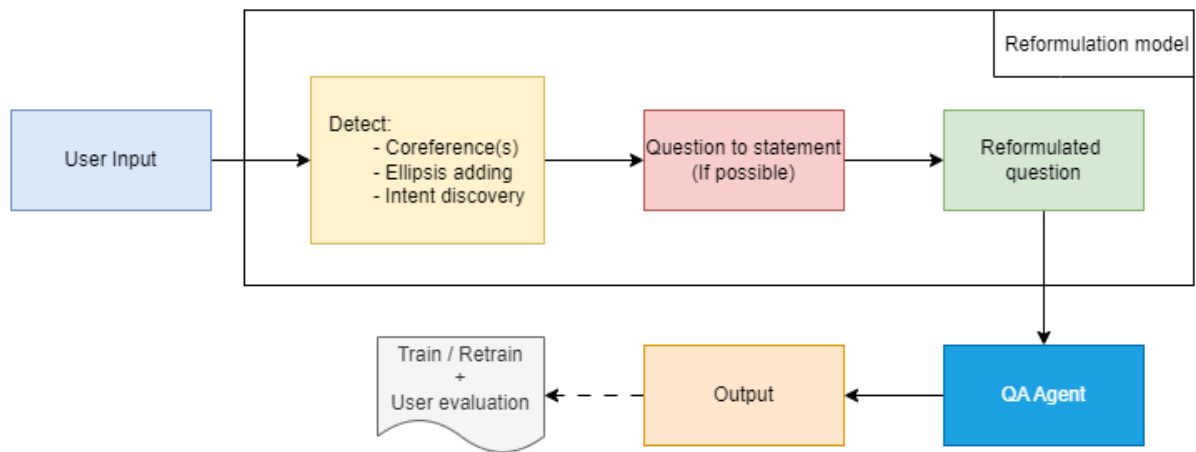 Reformulation model
User Input
Detect:
- Coreference(s)
- Ellipsis adding
- Intent discovery
Question to statement
(If possible)
Reformulated
question
Train / Retrain
+
User evaluation
Output
QA Agent